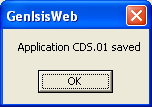 GenIsisWeb
Application CDS.01 saved
OK